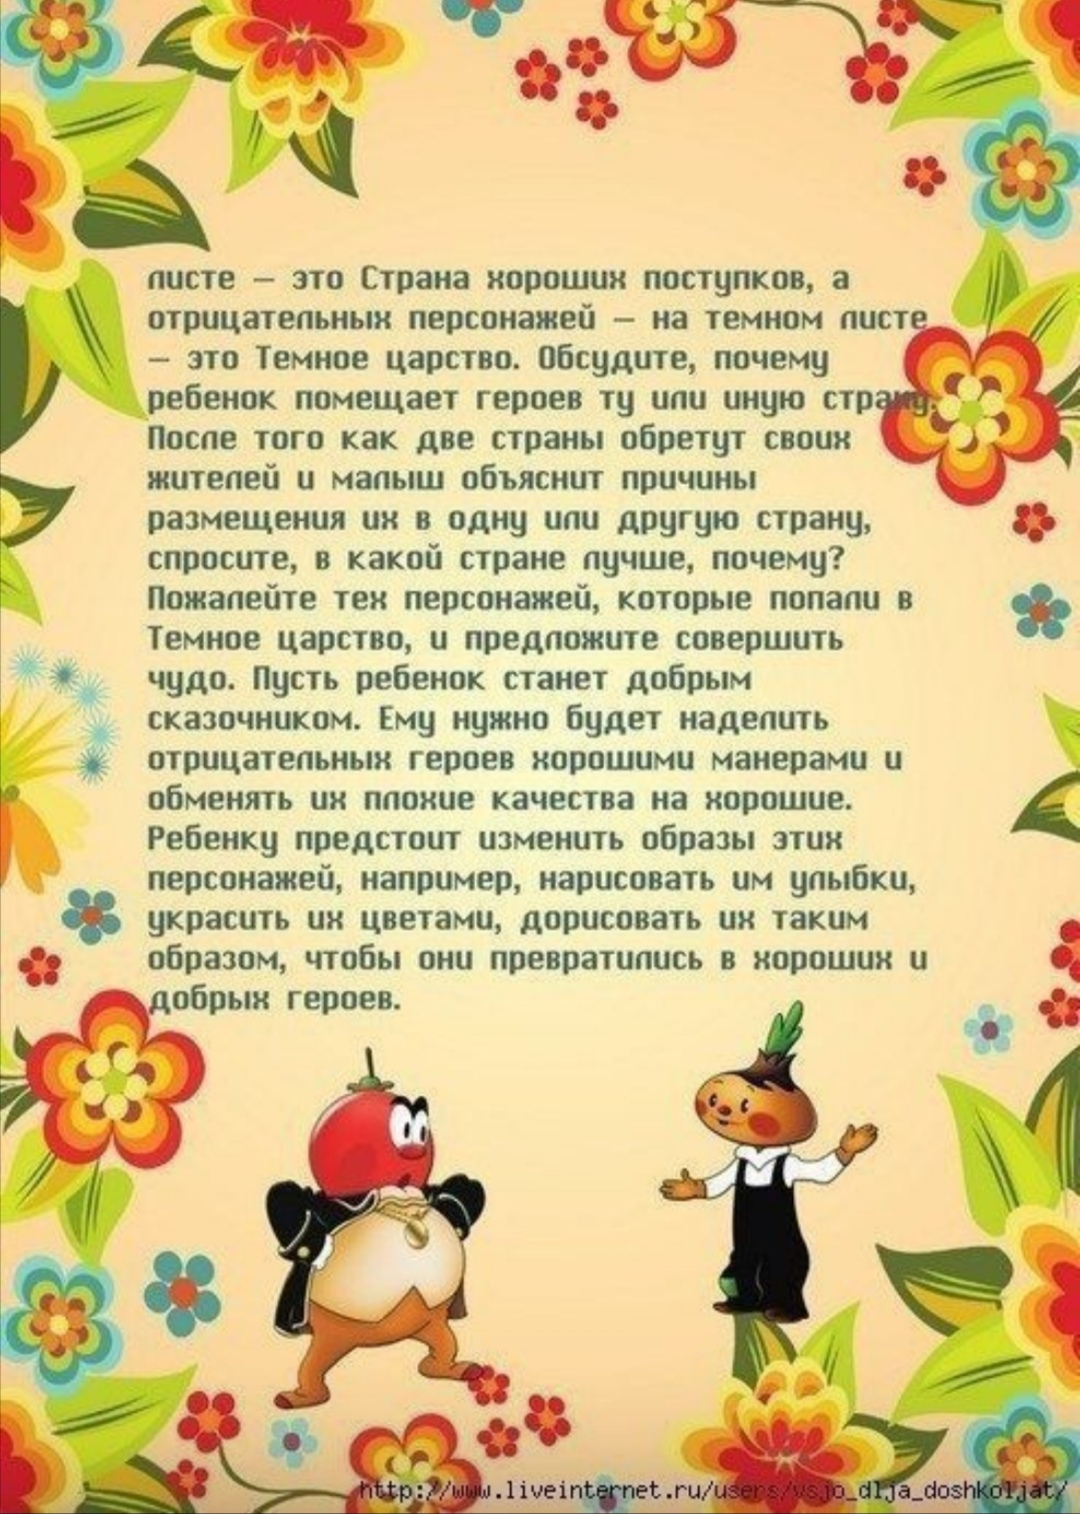 листе – это Страна хороших поступков, а
отрицательных персонажей – на темном листе
– это Темное царство. Обсудите, почему
ребенок помещает героев ту или иную страну.
После того как две страны обретут своих
жителей и малыш объяснит причины
размещения их в одну или другую страну,
спросите, в какой стране лучше, почему?
Пожалейте тех персонажей, которые попали в
Темное царство, и предложите совершить
чудо. Пусть ребенок станет добрым
сказочником. Ему нужно будет наделить
отрицательных героев хорошими манерами и
обменять их плохие качества на хорошие.
Ребенку предстоит изменить образы этих
персонажей, например, нарисовать им улыбки,
украсить их цветами, дорисовать их таким
образом, чтобы они превратились в хороших и
добрых героев.
http://www.liveinternet.ru/users/vsjo_dlja_doshkoljat/